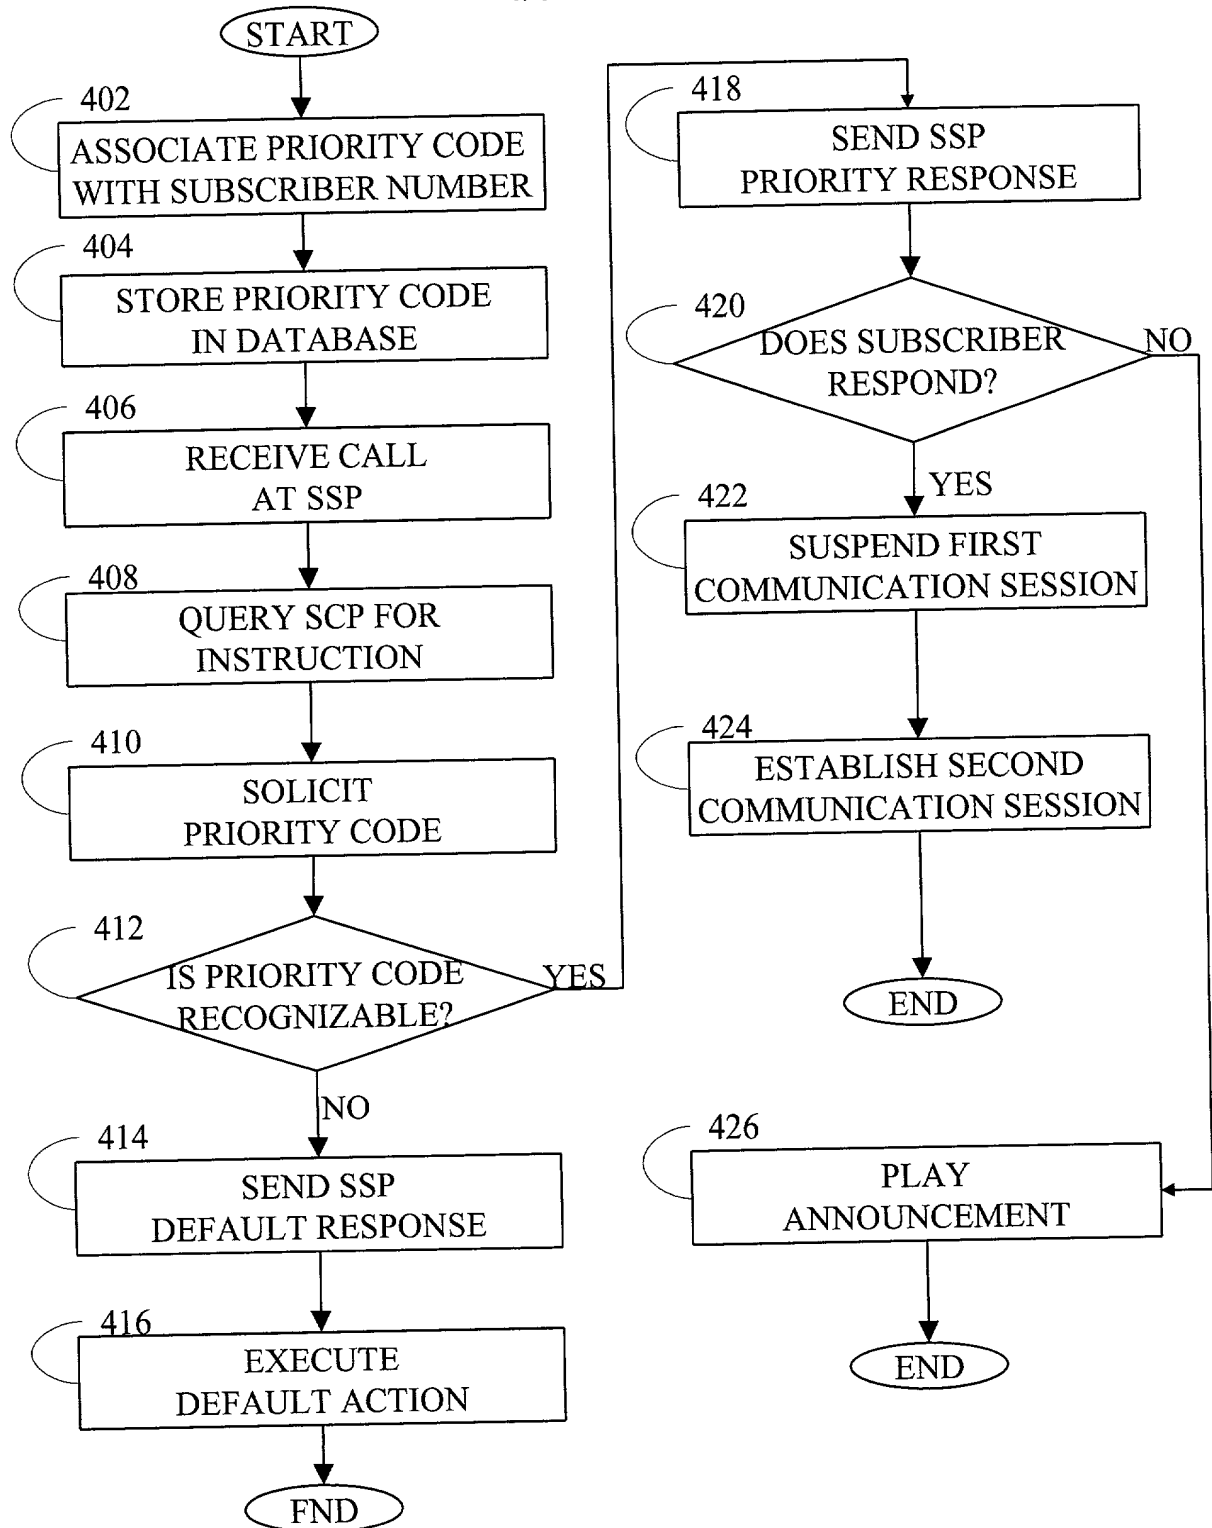 START
402
ASSOCIATE PRIORITY CODE
WITH SUBSCRIBER NUMBER
404
STORE PRIORITY CODE
IN DATABASE
406
RECEIVE CALL
AT SSP
408
QUERY SCP FOR
INSTRUCTION
410
SOLICIT
PRIORITY CODE
412
IS PRIORITY CODE
RECOGNIZABLE?
YES
NO
414
SEND SSP
DEFAULT RESPONSE
416
EXECUTE
DEFAULT ACTION
FND
418
SEND SSP
PRIORITY RESPONSE
420
DOES SUBSCRIBER
RESPOND?
NO
YES
422
SUSPEND FIRST
COMMUNICATION SESSION
424
ESTABLISH SECOND
COMMUNICATION SESSION
END
426
PLAY
ANNOUNCEMENT
END